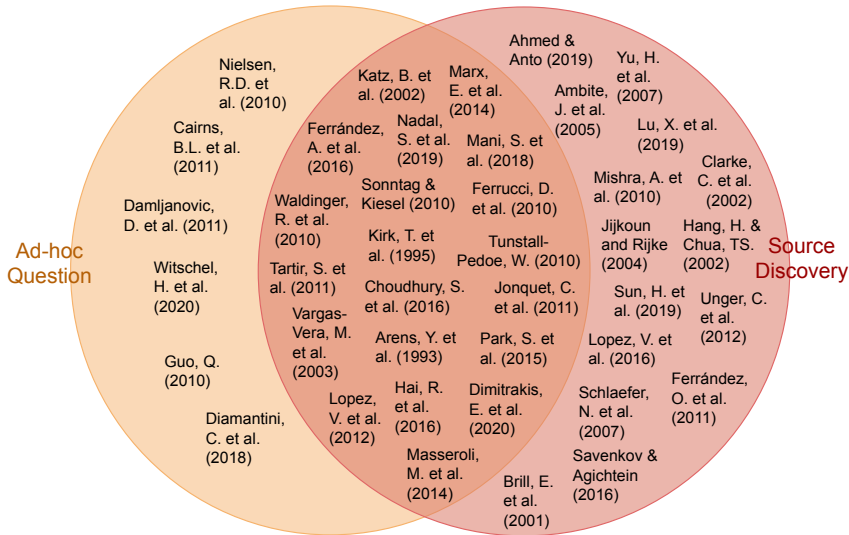 Ad-hoc
Question
Nielsen,
R.D. et
al. (2010)
Cairns,
B.L. et al.
(2011)
Damljanovic,
D. et al. (2011)
Witschel,
H. et al.
(2020)
Guo, Q.
(2010)
Diamantini,
C. et al.
(2018)
Katz, B. et
al. (2002)
Marx,
E. et al.
(2014)
Ferrández,
A. et al.
(2016)
Nadal,
S. et al.
(2019)
Mani, S. et
al. (2018)
Waldinger,
R. et al.
(2010)
Sonntag &
Kiesel (2010)
Ferrucci, D.
et al. (2010)
Kirk, T. et
al. (1995)
Tunstall-
Pedoe, W. (2010)
Tartir, S. et
al. (2011)
Choudhury, S.
et al. (2016)
Jonquet, C.
et al. (2011)
Vargas-
Vera, M.
et al.
(2003)
Arens, Y. et
al. (1993)
Park, S. et
al. (2015)
Lopez,
V. et al.
(2012)
Hai, R.
et al.
(2016)
Dimitrakis,
E. et al.
(2020)
Masseroli,
M. et al.
(2014)
Ahmed &
Anto (2019)
Yu, H.
et al.
(2007)
Ambite,
J. et al.
(2005)
Lu, X. et al.
(2019)
Clarke,
C. et al.
(2002)
Mishra, A. et
al. (2010)
Jijkoun
and Rijke
(2004)
Hang, H. &
Chua, TS.
(2002)
Sun, H. et
al. (2019)
Unger, C.
et al.
(2012)
Lopez, V. et
al. (2016)
Ferrández,
O. et al.
(2011)
Schlaefer,
N. et al.
(2007)
Savenkov &
Agichtein
(2016)
Brill, E.
et al.
(2001)
Source
Discovery